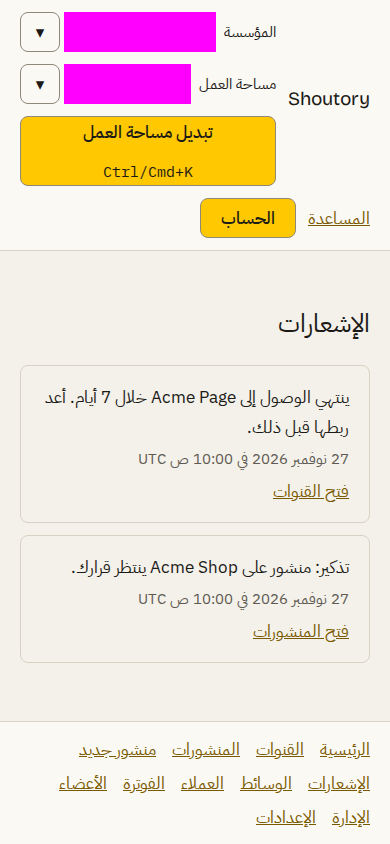 المؤسسة
▼
مساحة العمل
▼
Shoutory
تبديل مساحة العمل
Ctrl/Cmd+K
المساعدة
الحساب
الإشعارات
ينتهي الوصول إلى Acme Page خلال 7 أيام. أعد
ربطها قبل ذلك.
27 نوفمبر 2026 في 10:00 ص UTC
فتح القنوات
تذكير: منشور على Acme Shop ينتظر قرارك.
27 نوفمبر 2026 في 10:00 ص UTC
فتح المنشورات
الرئيسية القنوات المنشورات منشور جديد
الإشعارات الوسائط العملاء الفوترة الأعضاء
الإدارة الإعدادات